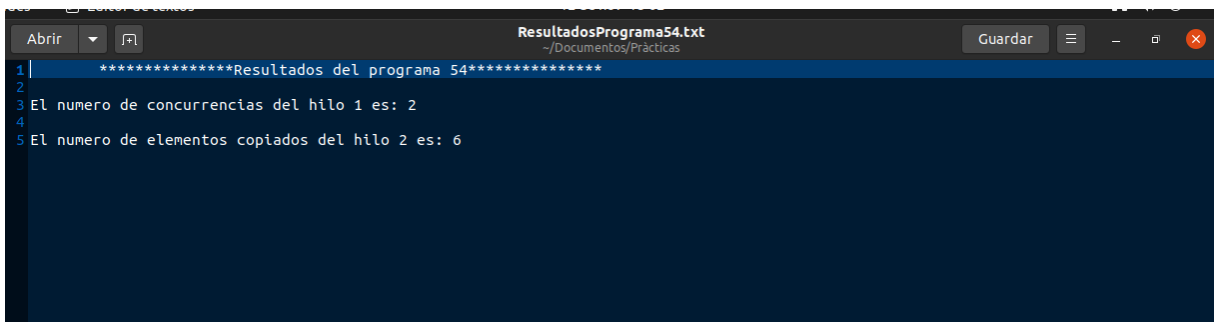 ResultadosPrograma54.txt
Abrir
~/Documentos/Pràcticas
Guardar
1 ***************Resultados del programa 54***************
2
3 El numero de concurrencias del hilo 1 es: 2
4
5 El numero de elementos copiados del hilo 2 es: 6